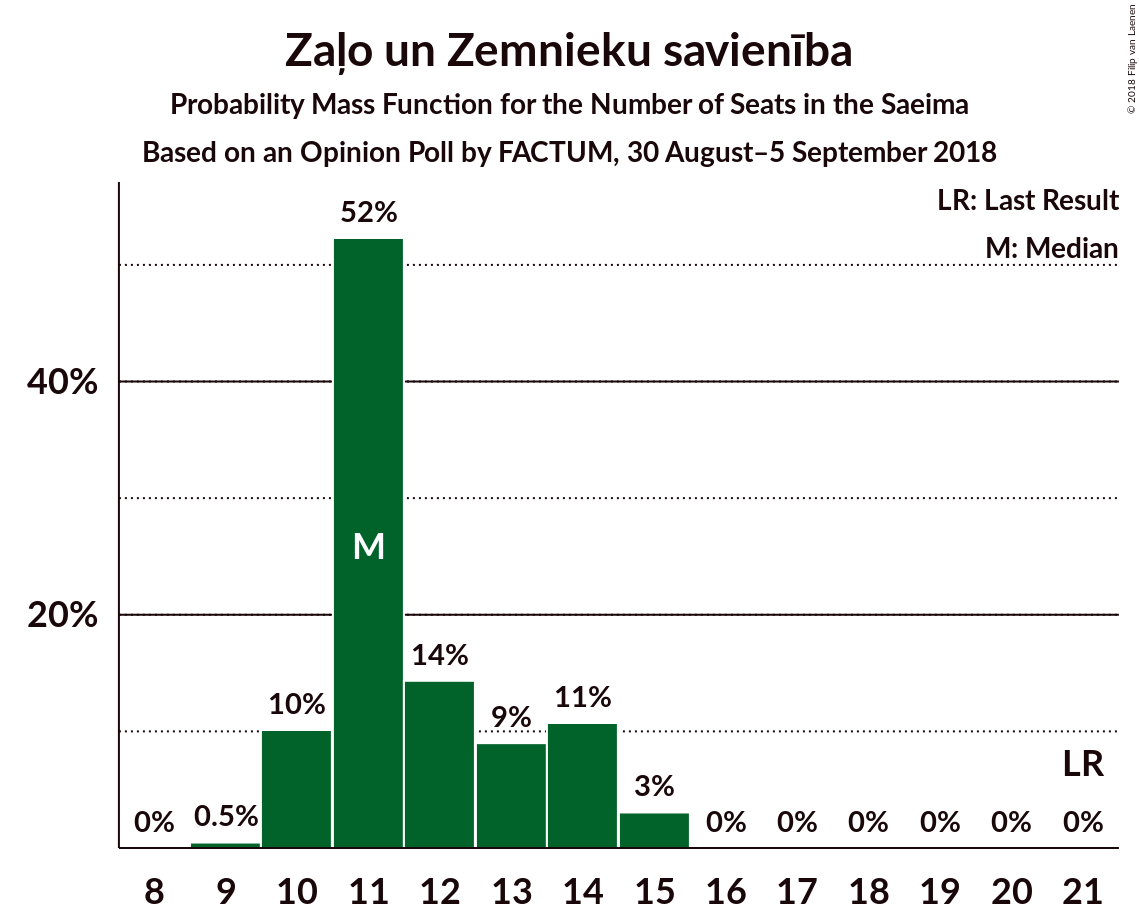 Zaļo un Zemnieku savienība
Probability Mass Function for the Number of Seats in the Saeima
Based on an Opinion Poll by FACTUM, 30 August–5 September 2018
© 2018 Filip van Laenen
LR: Last Result
M: Median
40%
20%
0%
0.5%
10%
52%
M
14%
9%
11%
3%
0%
0%
0%
0%
0%
LR
0%
8 9 10 11 12 13 14 15 16 17 18 19 20 21